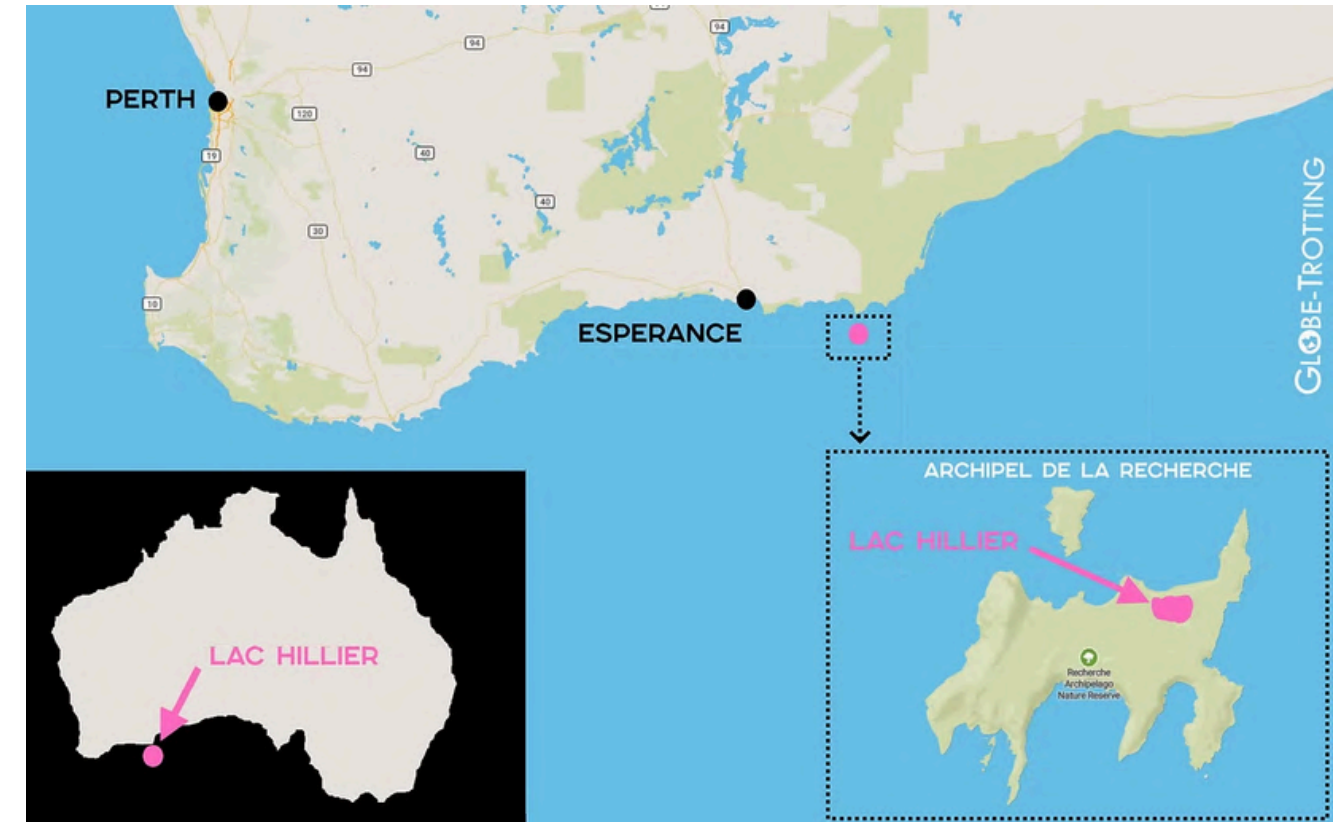 94
94
94
PERTH
120
19
40
40
30
10
ESPERANCE
GLOBE-TROTTING
ARCHIPEL DE LA RECHERCHE
LAC HILLIER
LAC HILLIER
Recherche
Archipelago
Nature Reserve